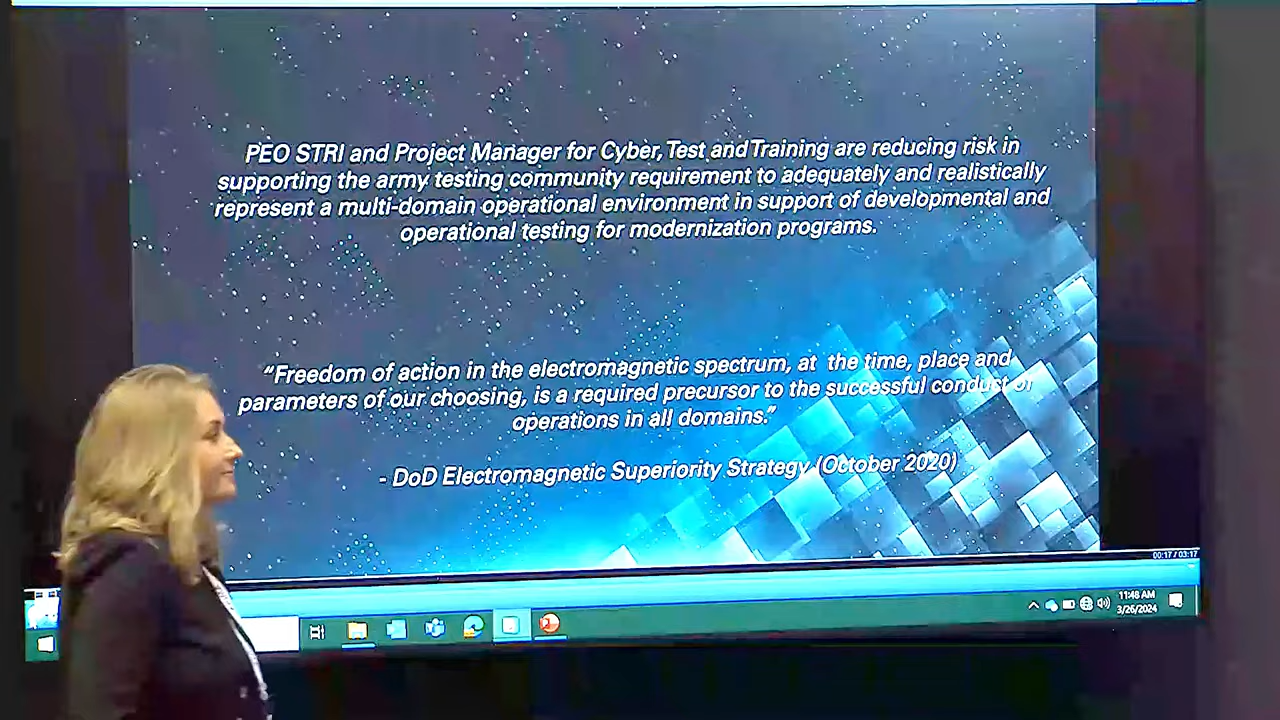 PEO STRI and Project Manager for Cyber, Test and Training are reducing risk in
supporting the army testing community requirement to adequately and realistically
represent a multi-domain operational environment in support of developmental and
operational testing for modernization programs.
“Freedom of action in the electromagnetic spectrum, at the time, place and
parameters of our choosing, is a required precursor to the successful conduct of
operations in all domains.”
- DoD Electromagnetic Superiority Strategy (October 2020)
00:17 / 03:17
11:48 AM
3/26/2024